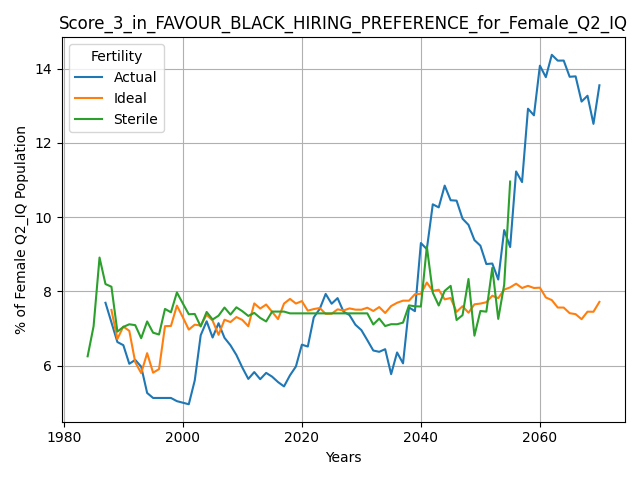 Score_3_in_FAVOUR_BLACK_HIRING_PREFERENCE_for_Female_Q2_IQ
Fertility
Actual
Ideal
Sterile
% of Female Q2_IQ Population
14
12
10
8
6
1980
2000
2020
2040
2060
Years